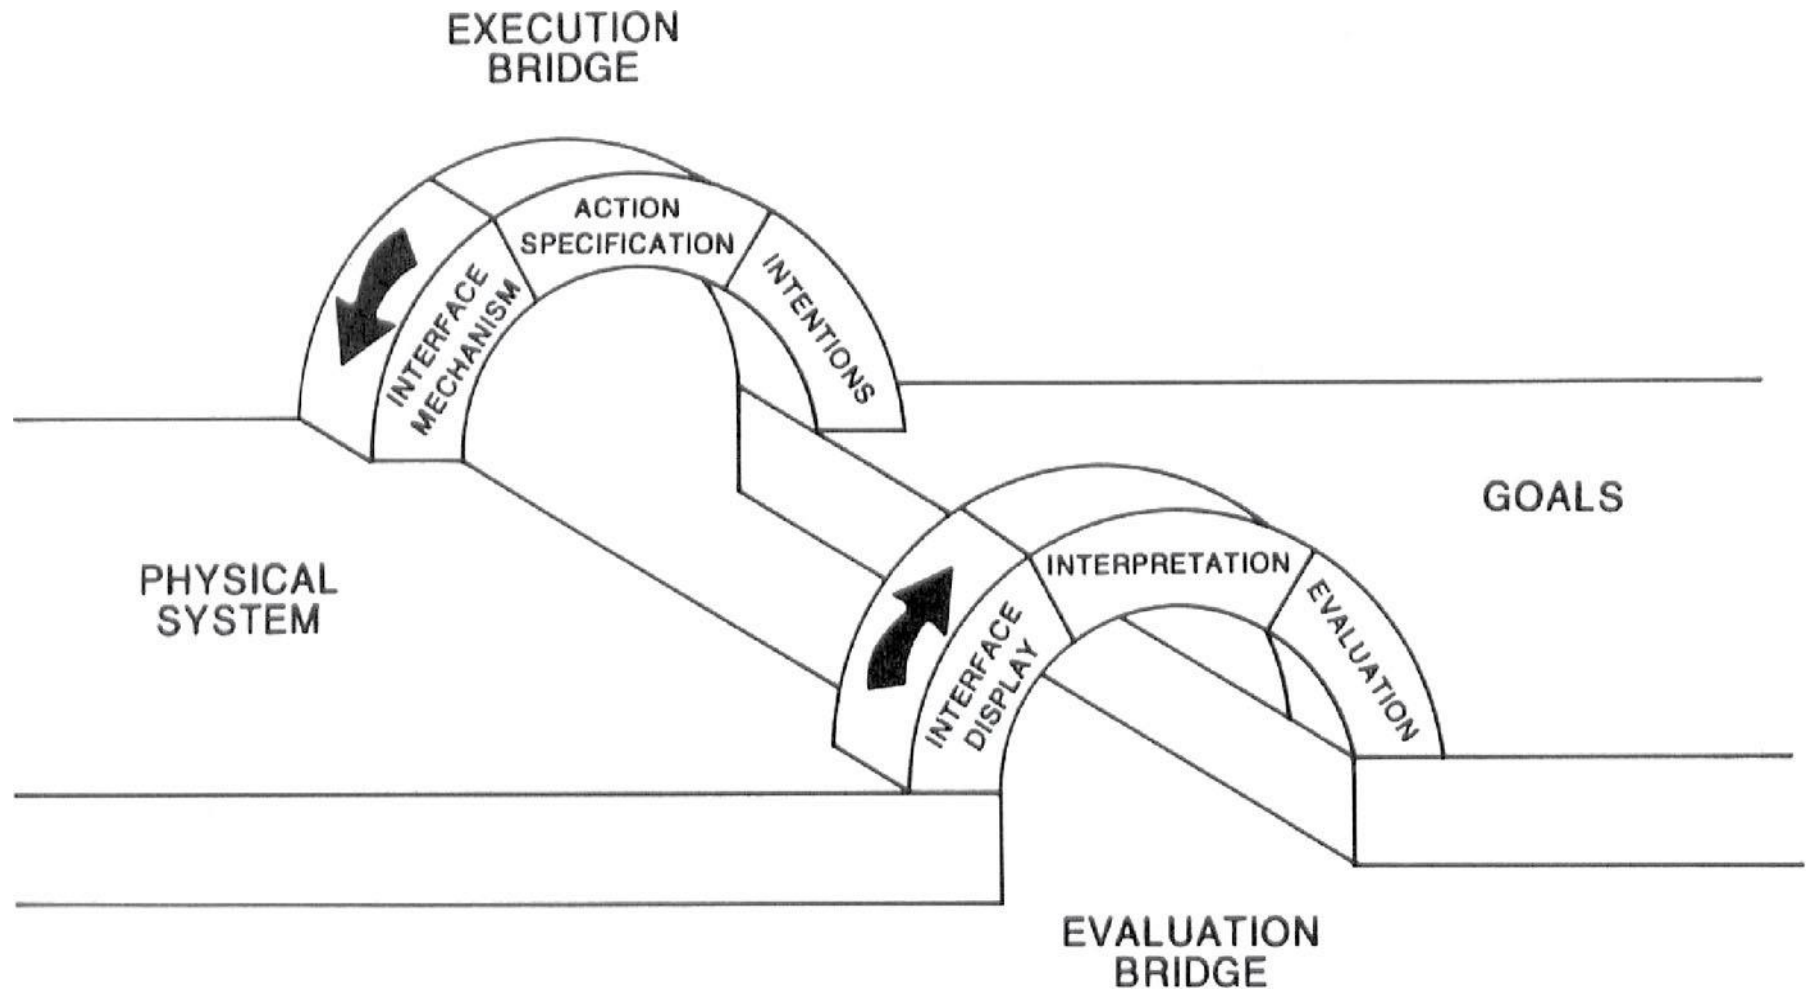 EXECUTION
BRIDGE
ACTION
SPECIFICATION
INTERFACE
MECHANISM
INTENTIONS
GOALS
PHYSICAL
SYSTEM
INTERPRETATION
INTERFACE
DISPLAY
EVALUATION
EVALUATION
BRIDGE